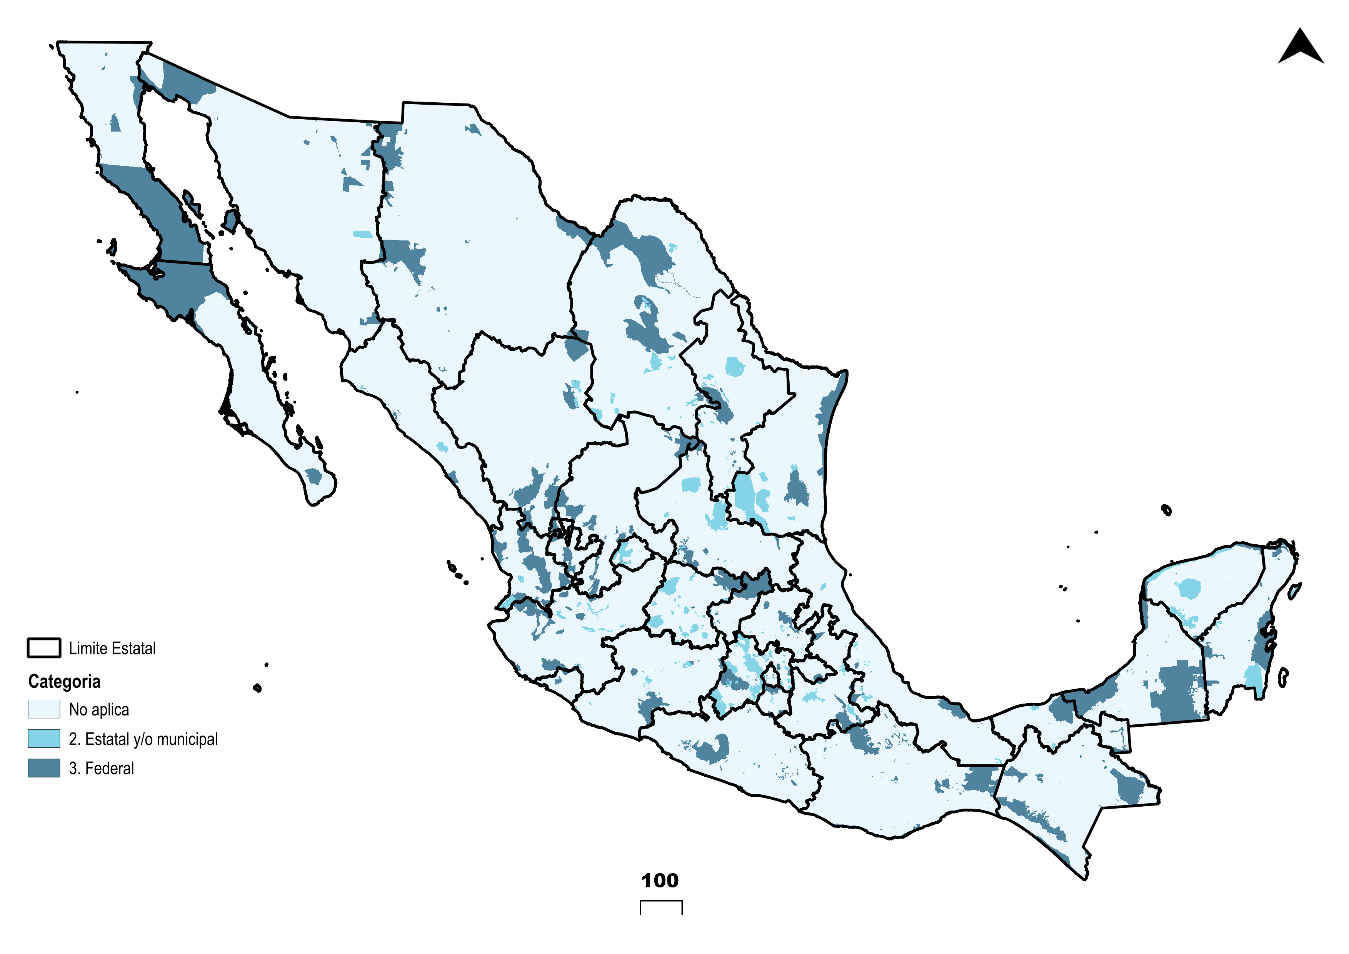 Limite Estatal
Categoria
No aplica
2. Estatal y/o municipal
3. Federal
100